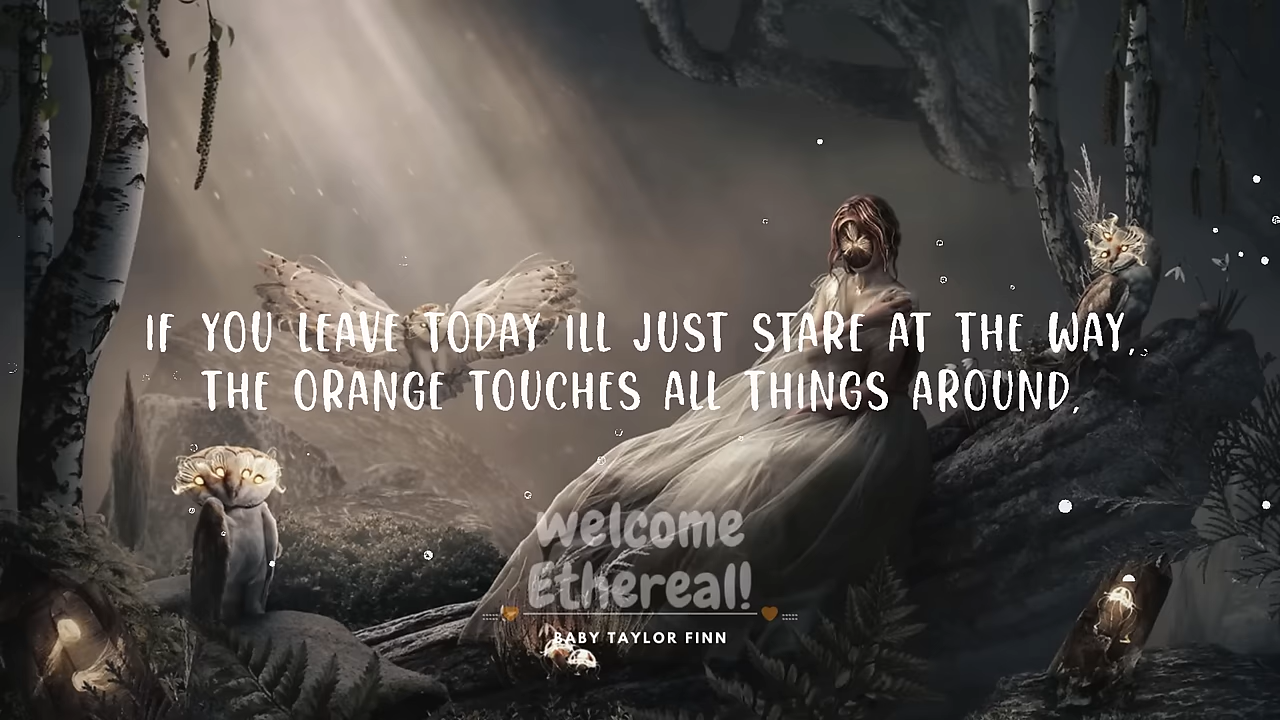 IF YOU LEAVE TODAY ILL JUST STARE AT THE WAY,
THE ORANGE TOUCHES ALL THINGS AROUND,
welcome
Ethereal!
BABY TAYLOR FINN